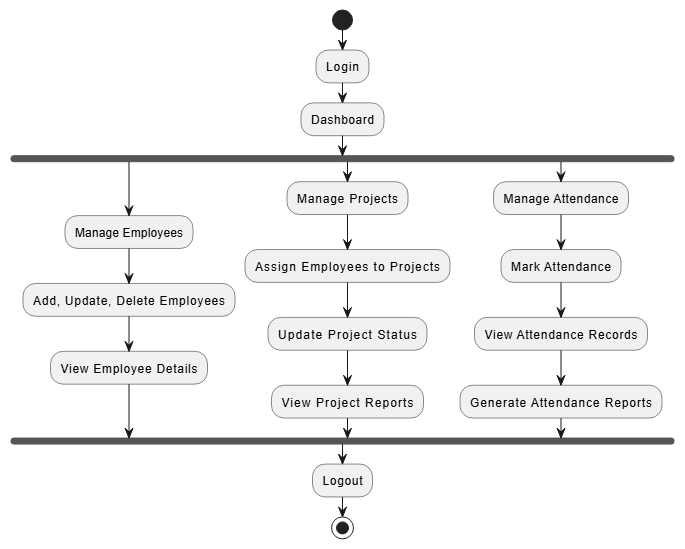 Login
Dashboard
Manage Employees
Add, Update, Delete Employees
View Employee Details
Manage Projects
Assign Employees to Projects
Update Project Status
View Project Reports
Manage Attendance
Mark Attendance
View Attendance Records
Generate Attendance Reports
Logout